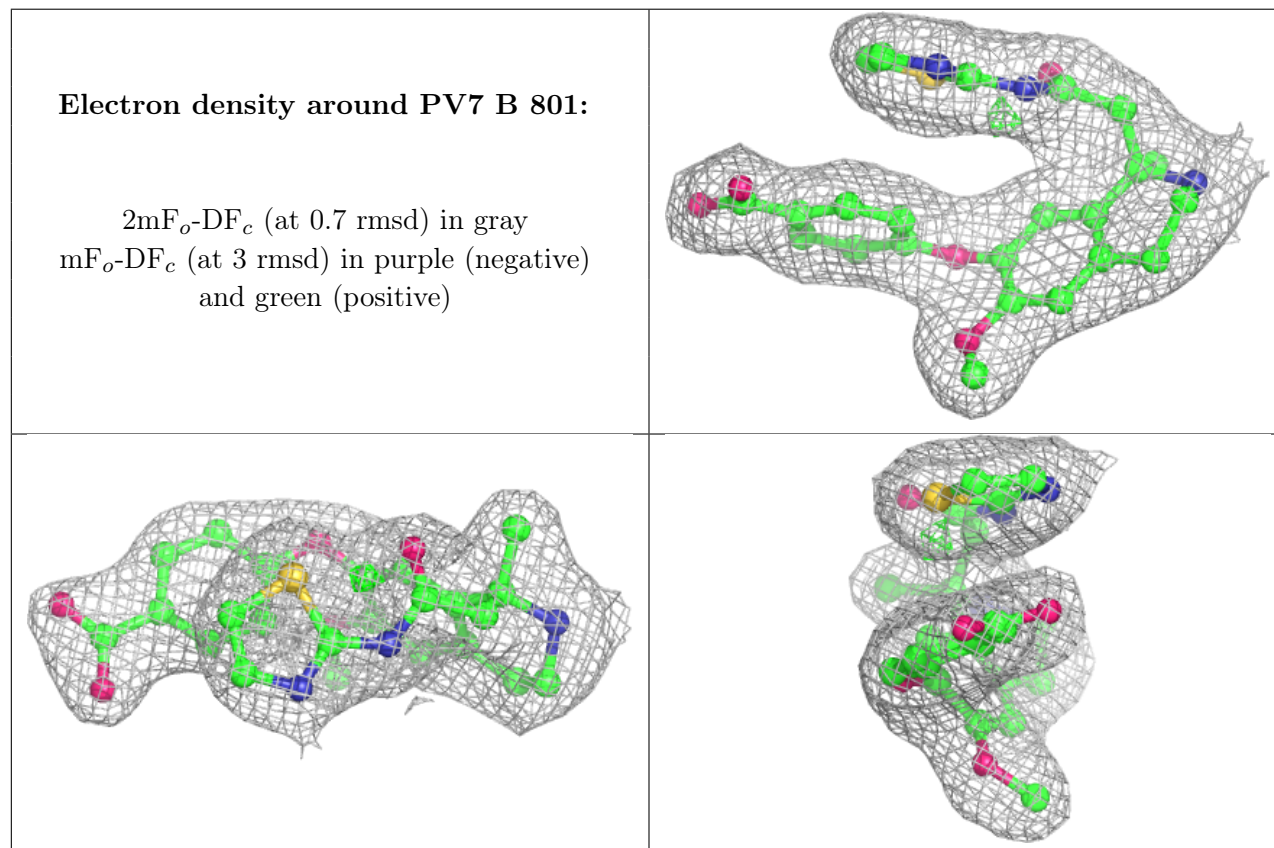 Electron density around PV7 B 801:
2mFo-DFc (at 0.7 rmsd) in gray
mFo-DFc (at 3 rmsd) in purple (negative)
and green (positive)